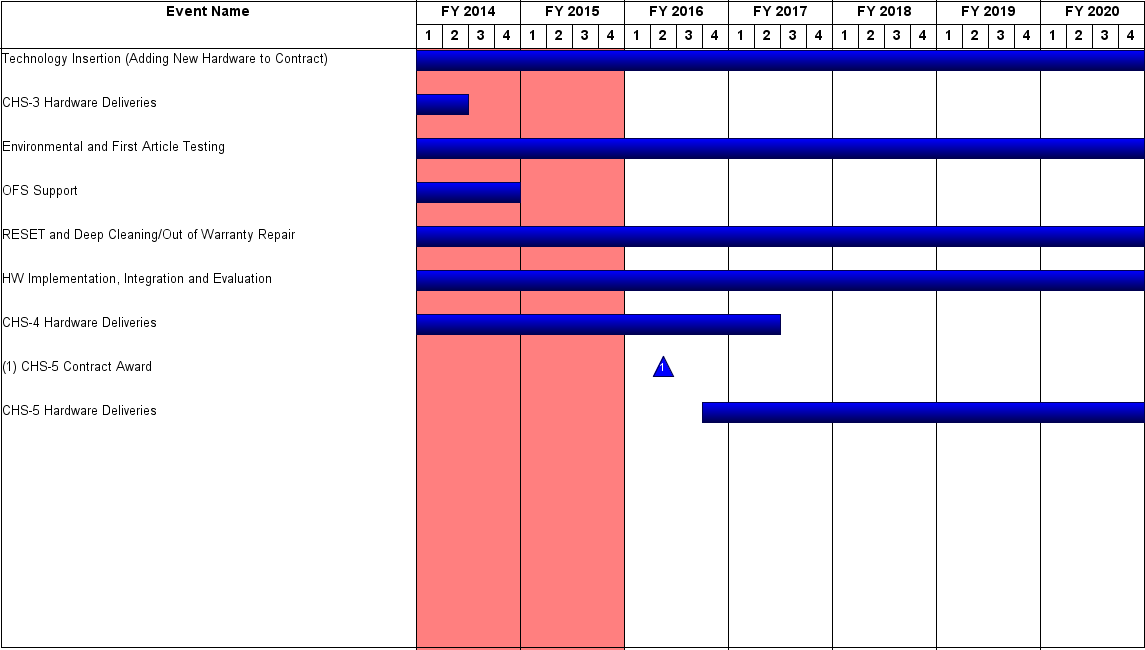 Event Name FY 2014 FY 2015 FY 2016 FY 2017 FY 2018 FY 2019 FY 2020
1 2 3 4 1 2 3 4 1 2 3 4 1 2 3 4 1 2 3 4 1 2 3 4 1 2 3 4
Technology Insertion (Adding New Hardware to Contract)
CHS-3 Hardware Deliveries
Environmental and First Article Testing
OFS Support
RESET and Deep Cleaning/Out of Warranty Repair
HW Implementation, Integration and Evaluation
CHS-4 Hardware Deliveries
(1) CHS-5 Contract Award 1
CHS-5 Hardware Deliveries